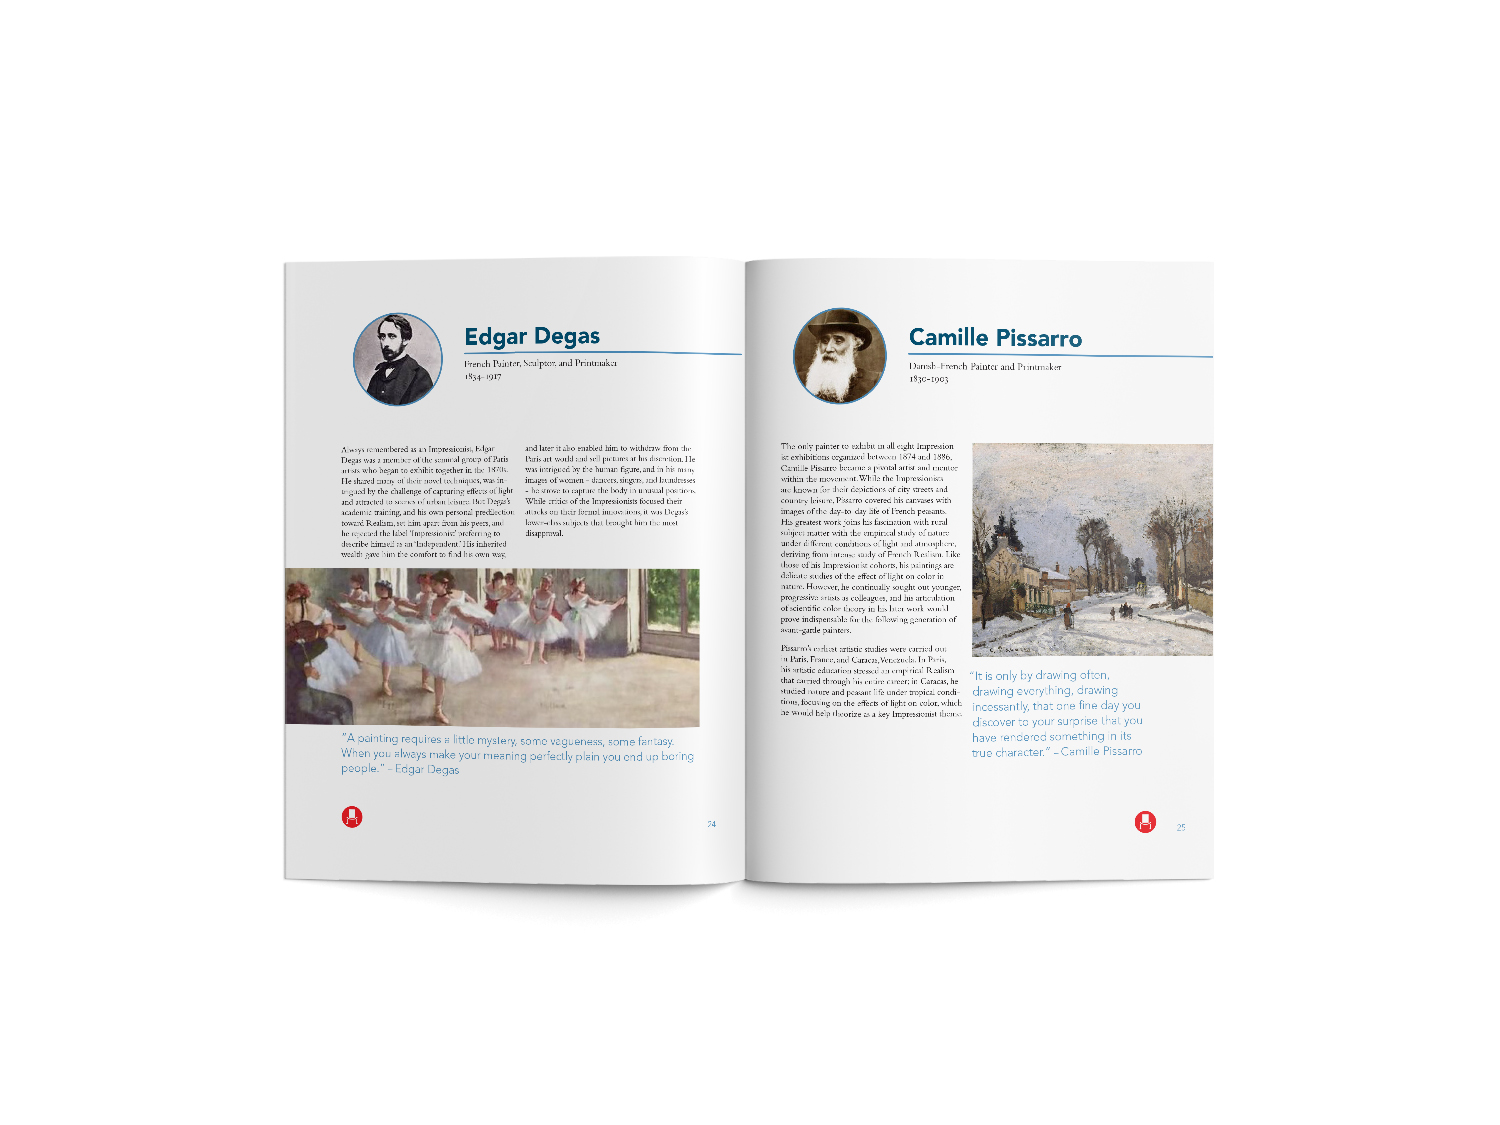 Edgar Degas
French Painter, Sculptor, and Printmaker
1834-1917
Always remembered as an Impressionist, Edgar
Degas was a member of the seminal group of Paris
artists who began to exhibit together in the 1870s.
He shared many of their novel techniques, was in-
trigued by the challenge of capturing effects of light
and attracted to scenes of urban leisure. But Degas's
academic training, and his own personal predilection
toward Realism, set him apart from his peers, and
he rejected the label 'Impressionist' preferring to
describe himself as an 'Independent.' His inherited
wealth gave him the comfort to find his own way,
and later it also enabled him to withdraw from the
Paris art world and sell pictures at his discretion. He
was intrigued by the human figure, and in his many
images of women - dancers, singers, and laundresses
- he strove to capture the body in unusual positions.
While critics of the Impressionists focused their
attacks on their formal innovations, it was Degas's
lower-class subjects that brought him the most
disapproval.
"A painting requires a little mystery, some vagueness, some fantasy.
When you always make your meaning perfectly plain you end up boring
people." – Edgar Degas
24
Camille Pissarro
Danish-French Painter and Printmaker
1830-1903
The only painter to exhibit in all eight Impression
ist exhibitions organized between 1874 and 1886,
Camille Pissarro became a pivotal artist and mentor
within the movement. While the Impressionists
are known for their depictions of city streets and
country leisure, Pissarro covered his canvases with
images of the day-to-day life of French peasants.
His greatest work joins his fascination with rural
subject matter with the empirical study of nature
under different conditions of light and atmosphere,
deriving from intense study of French Realism. Like
those of his Impressionist cohorts, his paintings are
delicate studies of the effect of light on color in
nature. However, he continually sought out younger,
progressive artists as colleagues, and his articulation
of scientific color theory in his later work would
prove indispensable for the following generation of
avant-garde painters.
Pissarro's earliest artistic studies were carried out
in Paris, France, and Caracas, Venezuela. In Paris,
his artistic education stressed an empirical Realism
that carried through his entire career; in Caracas, he
studied nature and peasant life under tropical condi-
tions, focusing on the effects of light on color, which
he would help theorize as a key Impressionist theme.
"It is only by drawing often,
drawing everything, drawing
incessantly, that one fine day you
discover to your surprise that you
have rendered something in its
true character." – Camille Pissarro
25